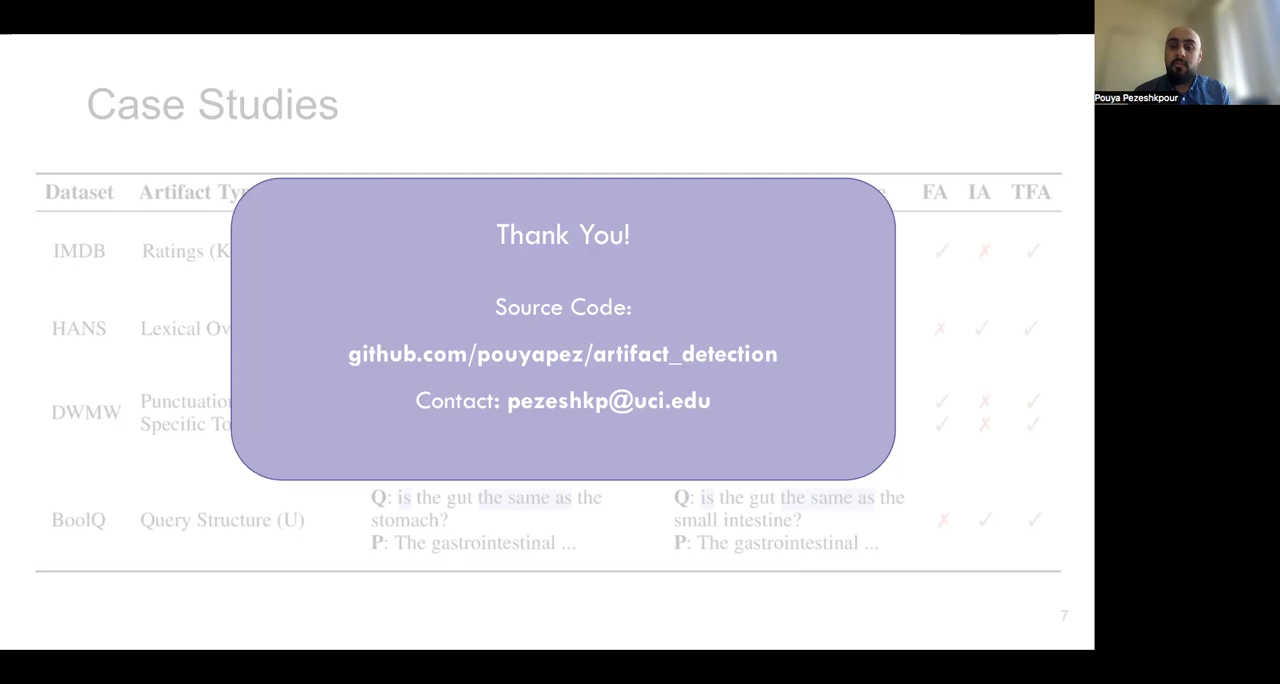 Pouya Pezeshkpour
Case Studies
Dataset Artifact Ty FA IA TFA
Thank You!
IMDB Ratings (K ✓ ✗ ✓
Source Code:
HANS Lexical Ov ✗ ✓ ✓
github.com/pouyapez/artifact_detection
Contact: pezeshkp@uci.edu
Punctuation ✓ ✗ ✓
DWMW
Specific To ✓ ✗ ✓
Q: is the gut the same as the Q: is the gut the same as the
BoolQ Query Structure (U) stomach? small intestine? ✗ ✓ ✓
P: The gastrointestinal ... P: The gastrointestinal ...
7